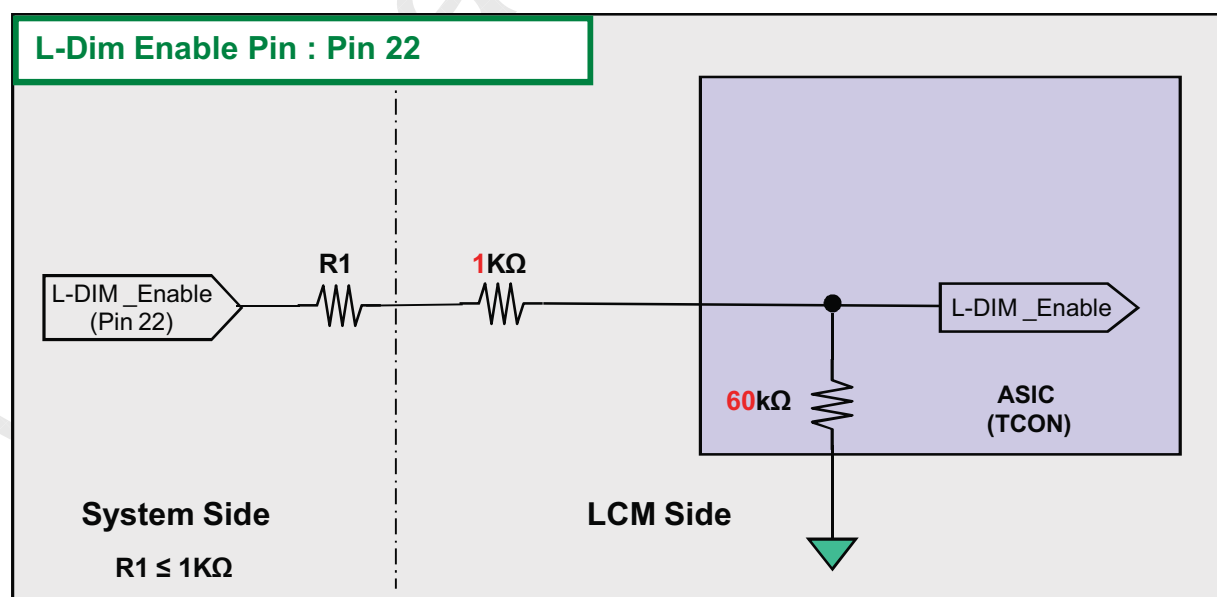 L-Dim Enable Pin : Pin 22
R1
1KΩ
L-DIM _Enable
(Pin 22)
L-DIM _Enable
60kΩ
ASIC
(TCON)
System Side
LCM Side
R1 ≤ 1KΩ